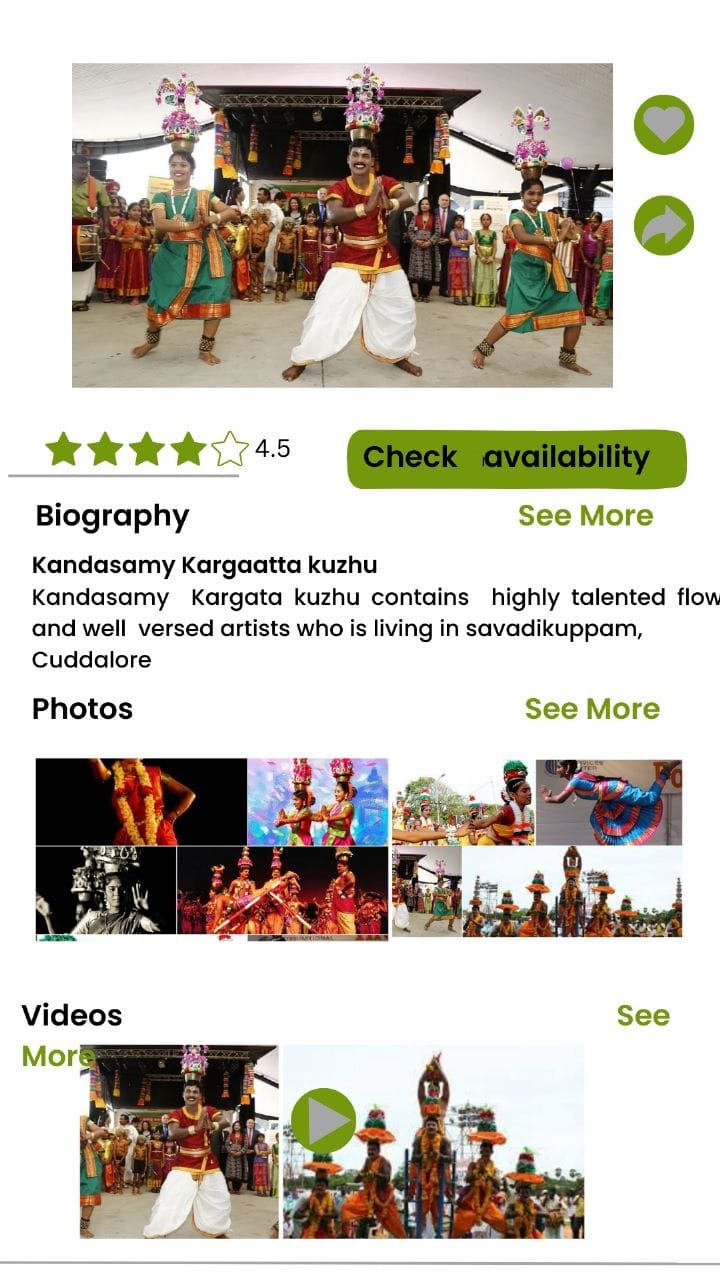 4.5
Check availability
Biography See More
Kandasamy Kargaatta kuzhu
Kandasamy Kargata kuzhu contains highly talented flow
and well versed artists who is living in savadikuppam,
Cuddalore
Photos See More
Videos See
More